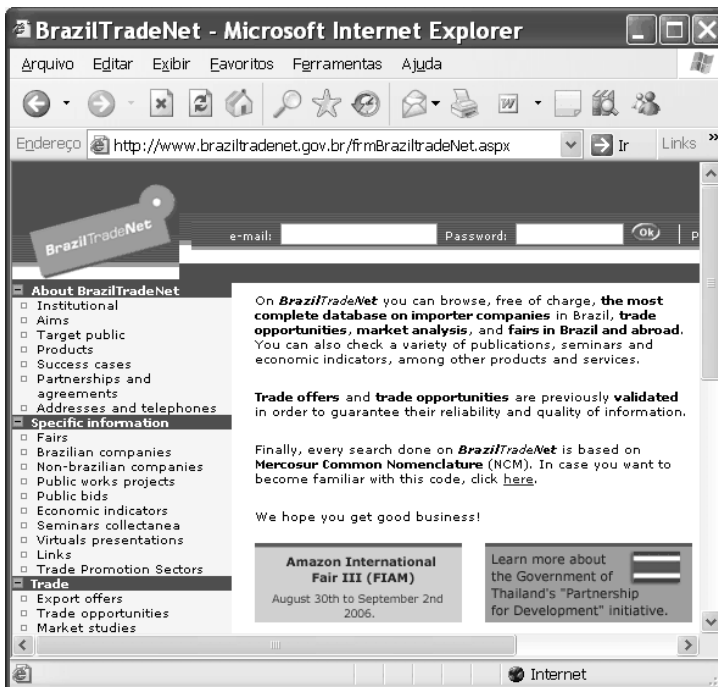 BrazilTradeNet - Microsoft Internet Explorer
Arquivo Editar Exibir Favoritos Ferramentas Ajuda
Endereço http://www.braziltradenet.gov.br/frmBraziltradeNet.aspx Ir Links »
BrazilTradeNet
e-mail: Password: Ok P
About BrazilTradeNet
Institutional
Aims
Target public
Products
Success cases
Partnerships and
agreements
Addresses and telephones
Specific information
Fairs
Brazilian companies
Non-brazilian companies
Public works projects
Public bids
Economic indicators
Seminars collectanea
Virtuals presentations
Links
Trade Promotion Sectors
Trade
Export offers
Trade opportunities
Market studies
On BrazilTradeNet you can browse, free of charge, the most
complete database on importer companies in Brazil, trade
opportunities, market analysis, and fairs in Brazil and abroad.
You can also check a variety of publications, seminars and
economic indicators, among other products and services.
Trade offers and trade opportunities are previously validated
in order to guarantee their reliability and quality of information.
Finally, every search done on BrazilTradeNet is based on
Mercosur Common Nomenclature (NCM). In case you want to
become familiar with this code, click here.
We hope you get good business!
Amazon International
Fair III (FIAM)
August 30th to September 2nd
2006.
Learn more about
the Government of
Thailand's "Partnership
for Development" initiative.
Internet